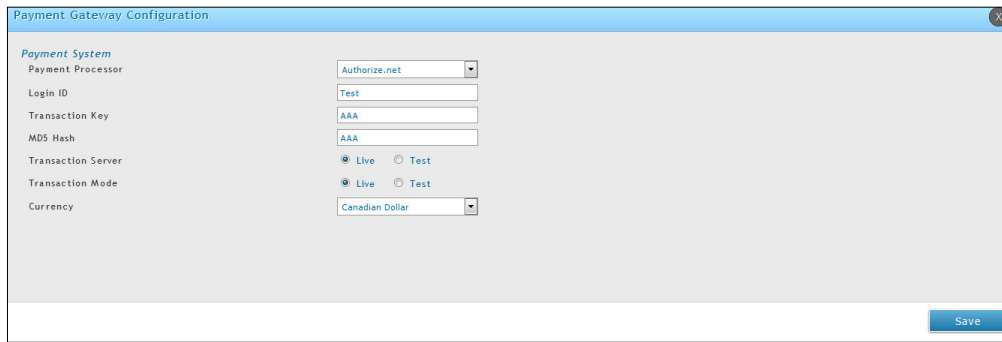 Payment Gateway Configuration X
Payment System
Payment Processor Authorize.net
Login ID Test
Transaction Key AAA
MD5 Hash AAA
Transaction Server Live Test
Transaction Mode Live Test
Currency Canadian Dollar
Save